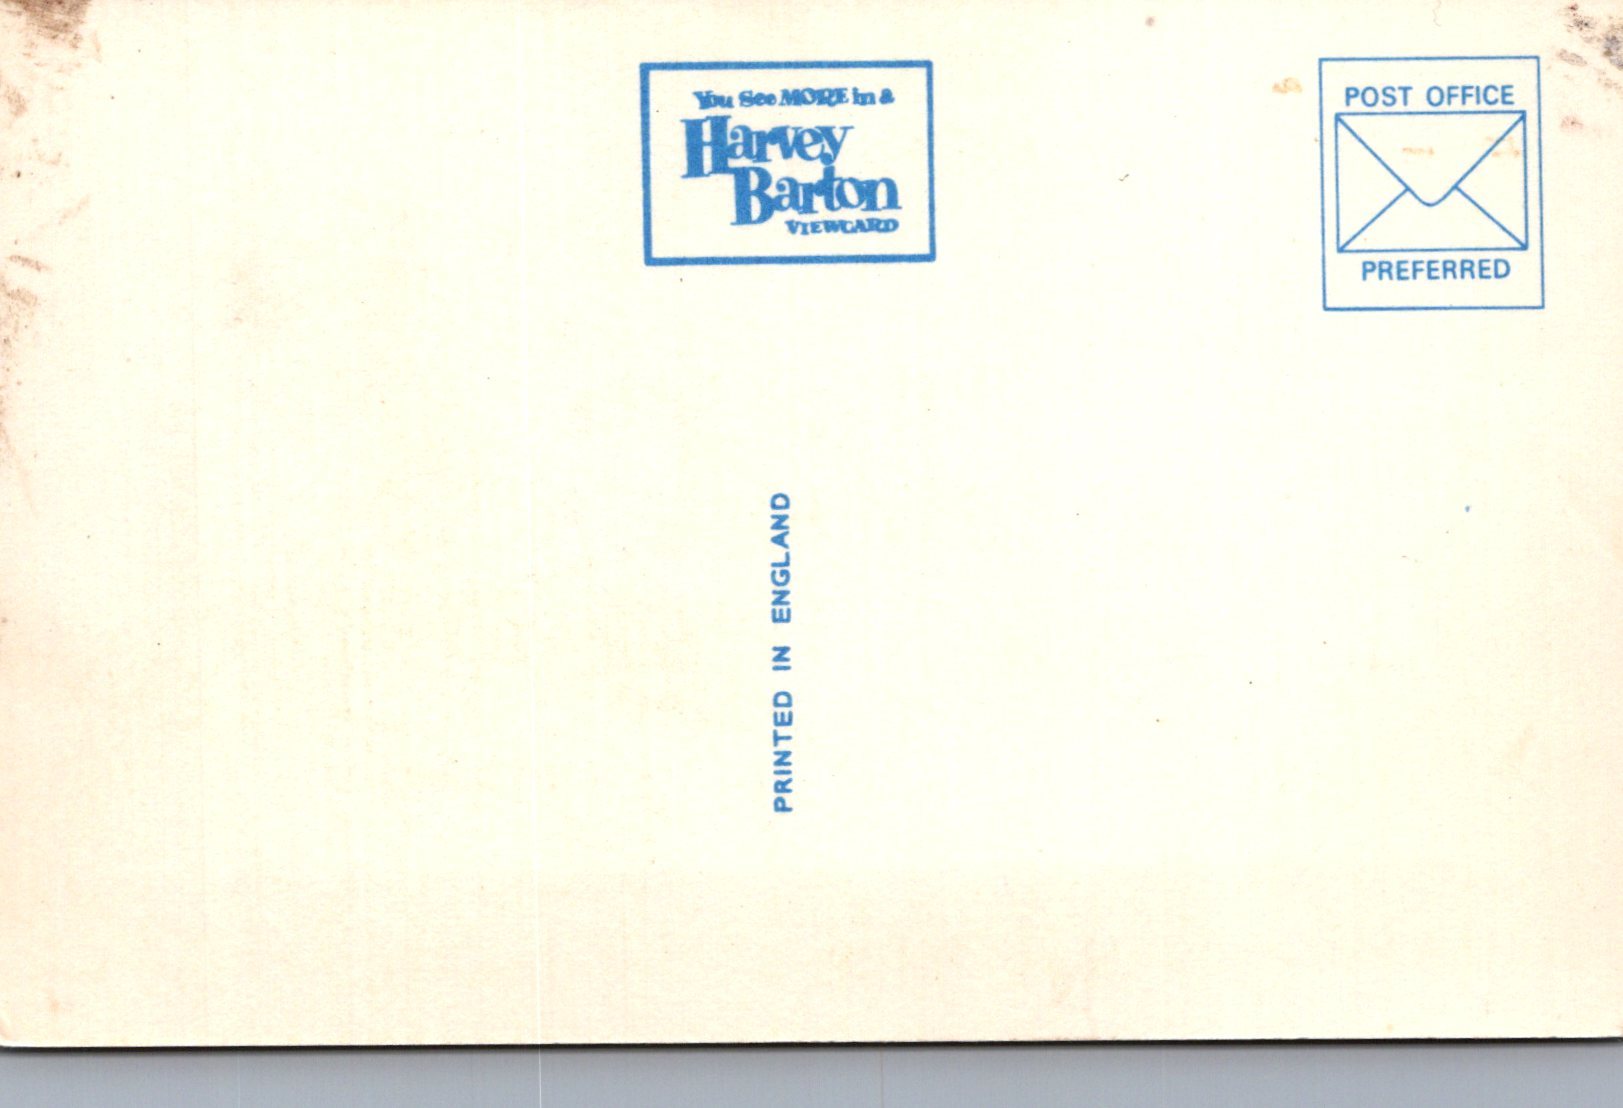 You See MORE in a
Harvey
Barton
VIEWCARD
POST OFFICE
PREFERRED
PRINTED IN ENGLAND